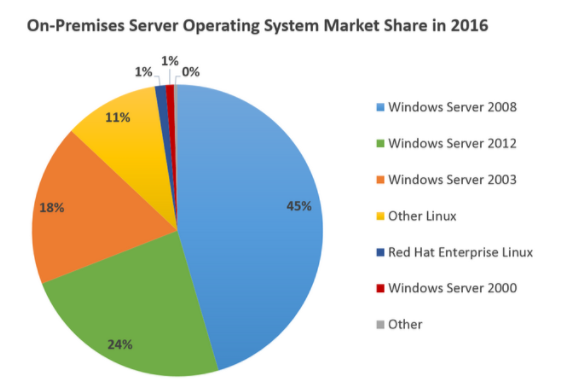 On-Premises Server Operating System Market Share in 2016
1%
1%
0%
11%
18%
45%
24%
Windows Server 2008
Windows Server 2012
Windows Server 2003
Other Linux
Red Hat Enterprise Linux
Windows Server 2000
Other